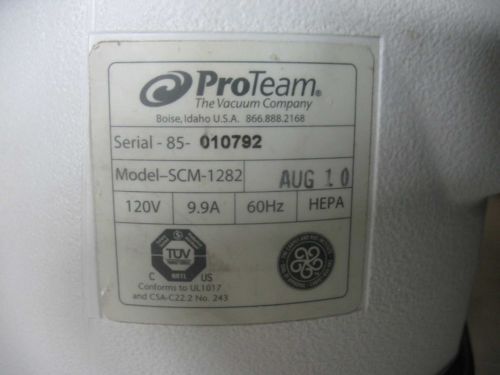 ProTeam®
The Vacuum Company
Boise, Idaho U.S.A. 866.888.2168
Serial - 85- 010792
Model-SCM-1282 AUG 10
120V 9.9A 60Hz HEPA
TUV
C NRTL US
Conforms to UL1017
and CSA-C22.2 No. 243